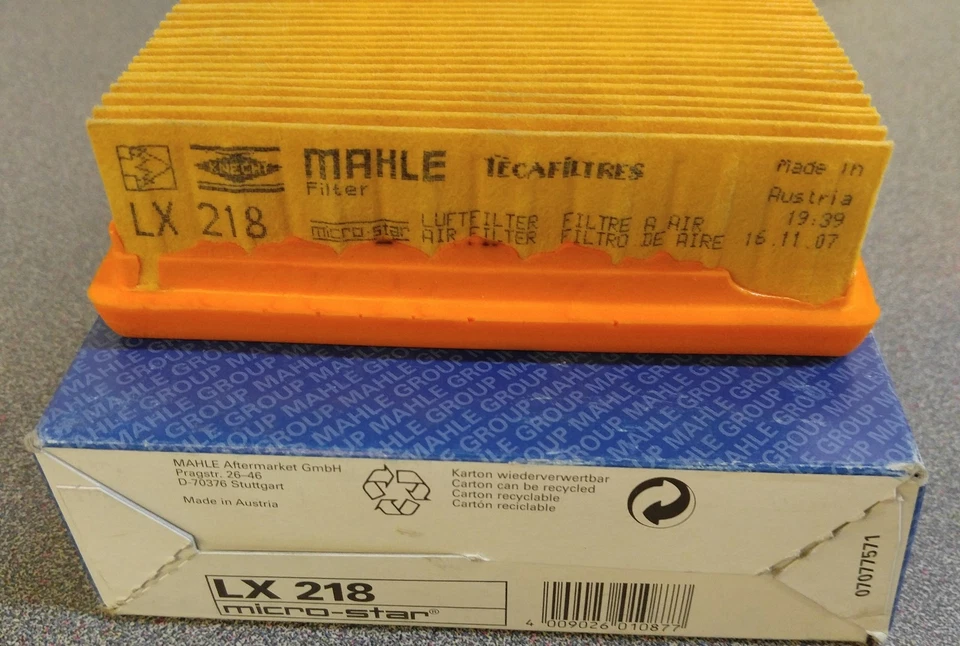 KNECHT
MAHLE
Filter
TECAFILTRES
Made in
Austria
19:39
16.11.07
LX 218
micro-star
LUFTFILTER FILTRE A AIR
AIR FILTER FILTRO DE AIRE
MAHLE GROUP MAHLE GROUP MAHLE GROUP MAHLE GROUP
MAHLE Aftermarket GmbH
Pragstr. 26–46
D-70376 Stuttgart
Made in Austria
Karton wiederverwertbar
Carton can be recycled
Carton recyclable
Cartón reciclable
07077571
LX 218
micro-star®
4 009026 010877